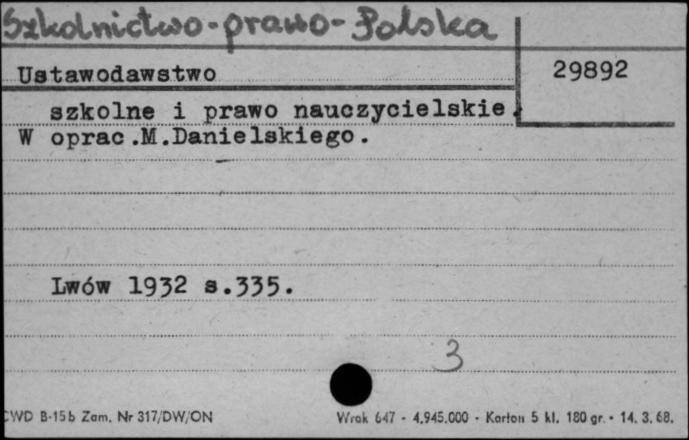 Szkolnictwo-prawo-Polska
Ustawodawstwo
29892
szkolne i prawo nauczycielskie.
W oprac.M.Danielskiego.
Lwów 1932 s.335.
3
CWD B-15b Zam. Nr 317/DW/ON
Wrok 647 - 4.945.000 - Karton 5 kl. 180 gr. - 14. 3. 68.